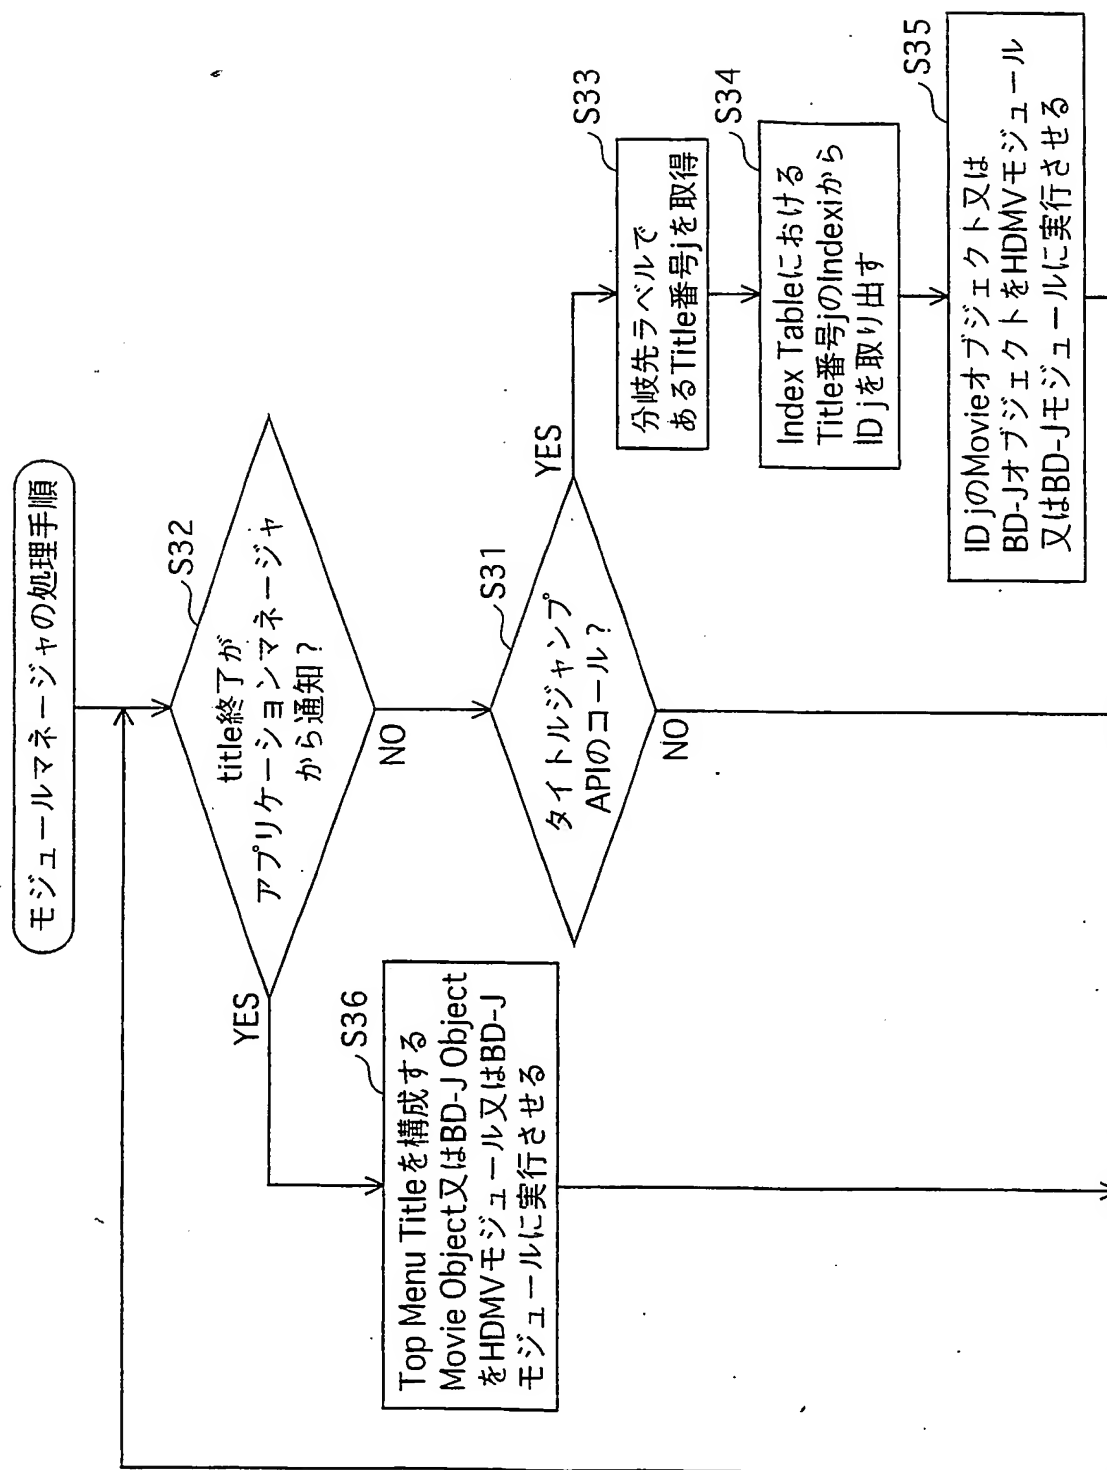 モジュールマネージャの処理手順
S32
title終了が
アプリケーションマネージャ
から通知？
YES
NO
S36
Top Menu Titleを構成する
Movie Object又はBD-J Object
をHDMVモジュール又はBD-J
モジュールに実行させる
S31
タイトルジャンプ
APIのコール？
YES
NO
S33
分岐先ラベルで
あるTitle番号jを取得
S34
Index Tableにおける
Title番号jのIndexiから
ID jを取り出す
S35
ID jのMovieオブジェクト又は
BD-JオブジェクトをHDMVモジュール
又はBD-Jモジュールに実行させる